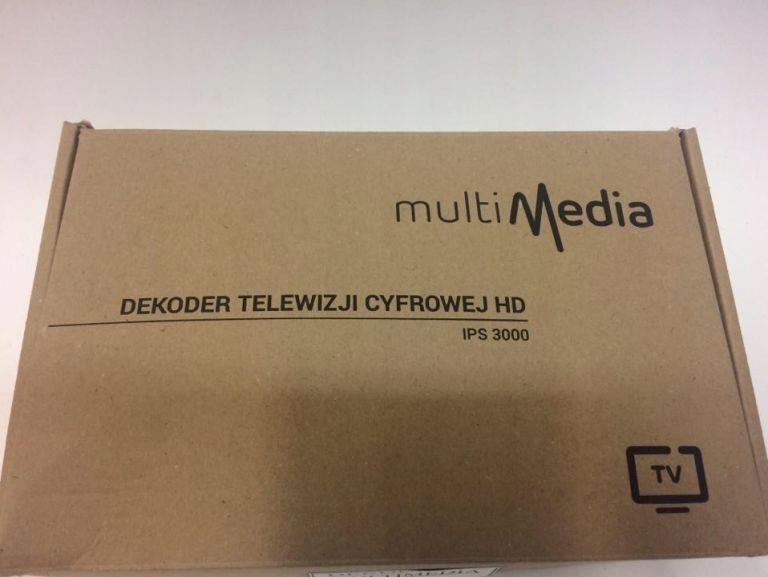 multiMedia
DEKODER TELEWIZJI CYFROWEJ HD
IPS 3000
TV